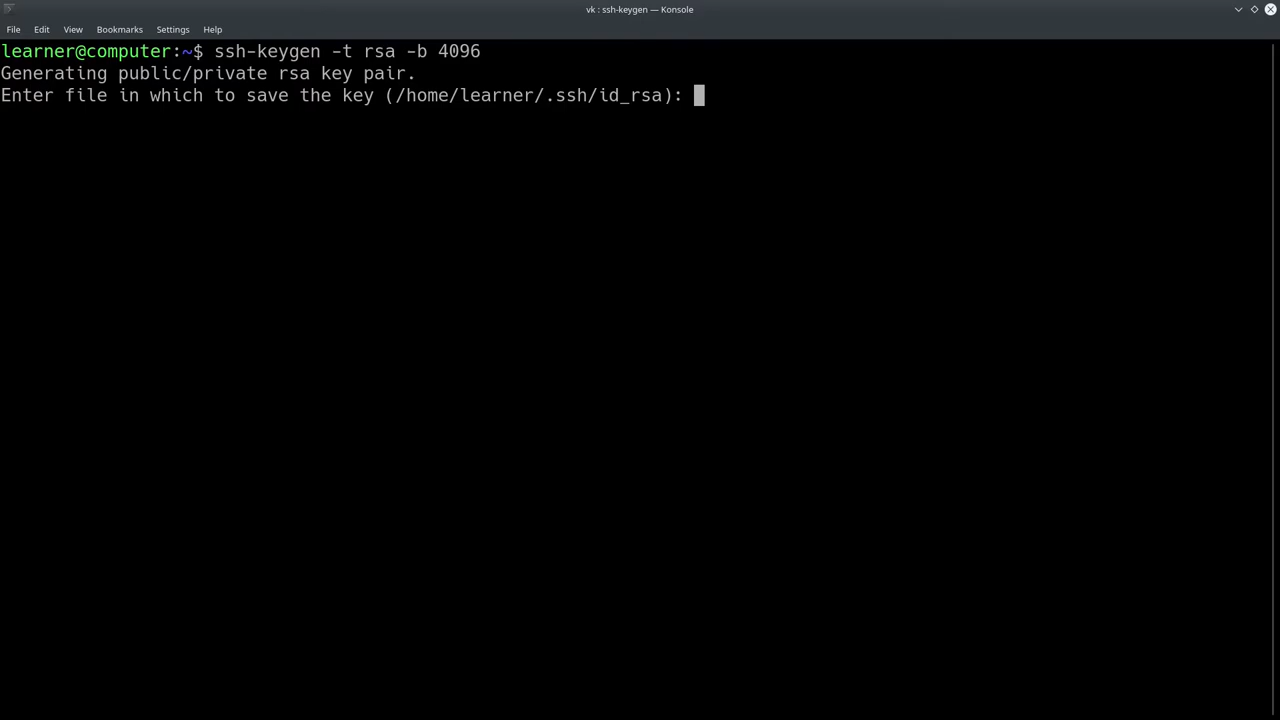 vk : ssh-keygen — Konsole
File Edit View Bookmarks Settings Help
learner@computer:~$ ssh-keygen -t rsa -b 4096
Generating public/private rsa key pair.
Enter file in which to save the key (/home/learner/.ssh/id_rsa):